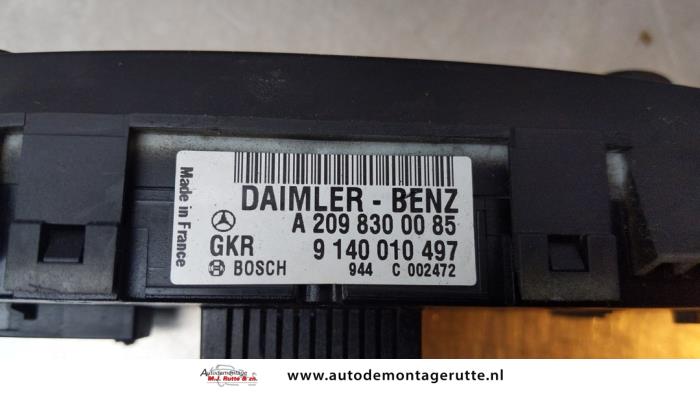 Made in France
DAIMLER - BENZ
A 209 830 00 85
GKR 9 140 010 497
BOSCH 944 C 002472
Autodemontage
M.J. Rutte & zn.
www.autodemontagerutte.nl